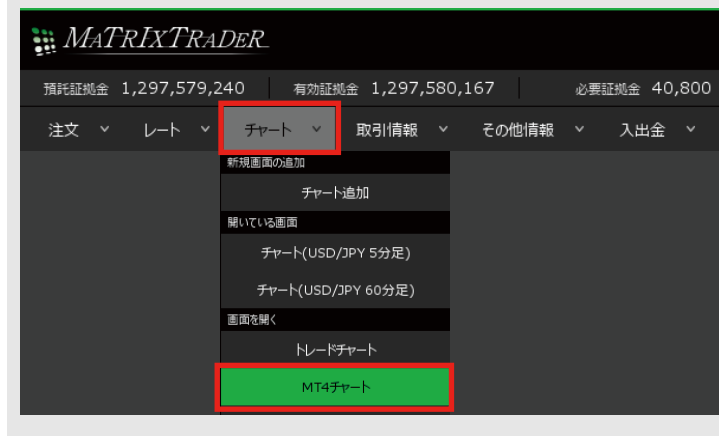 MATRIXTRADER
預託証拠金 1,297,579,240 有効証拠金 1,297,580,167 必要証拠金 40,800
注文 レート チャート 取引情報 その他情報 入出金
新規画面の追加
チャート追加
開いている画面
チャート(USD/JPY 5分足)
チャート(USD/JPY 60分足)
画面を開く
トレードチャート
MT4チャート